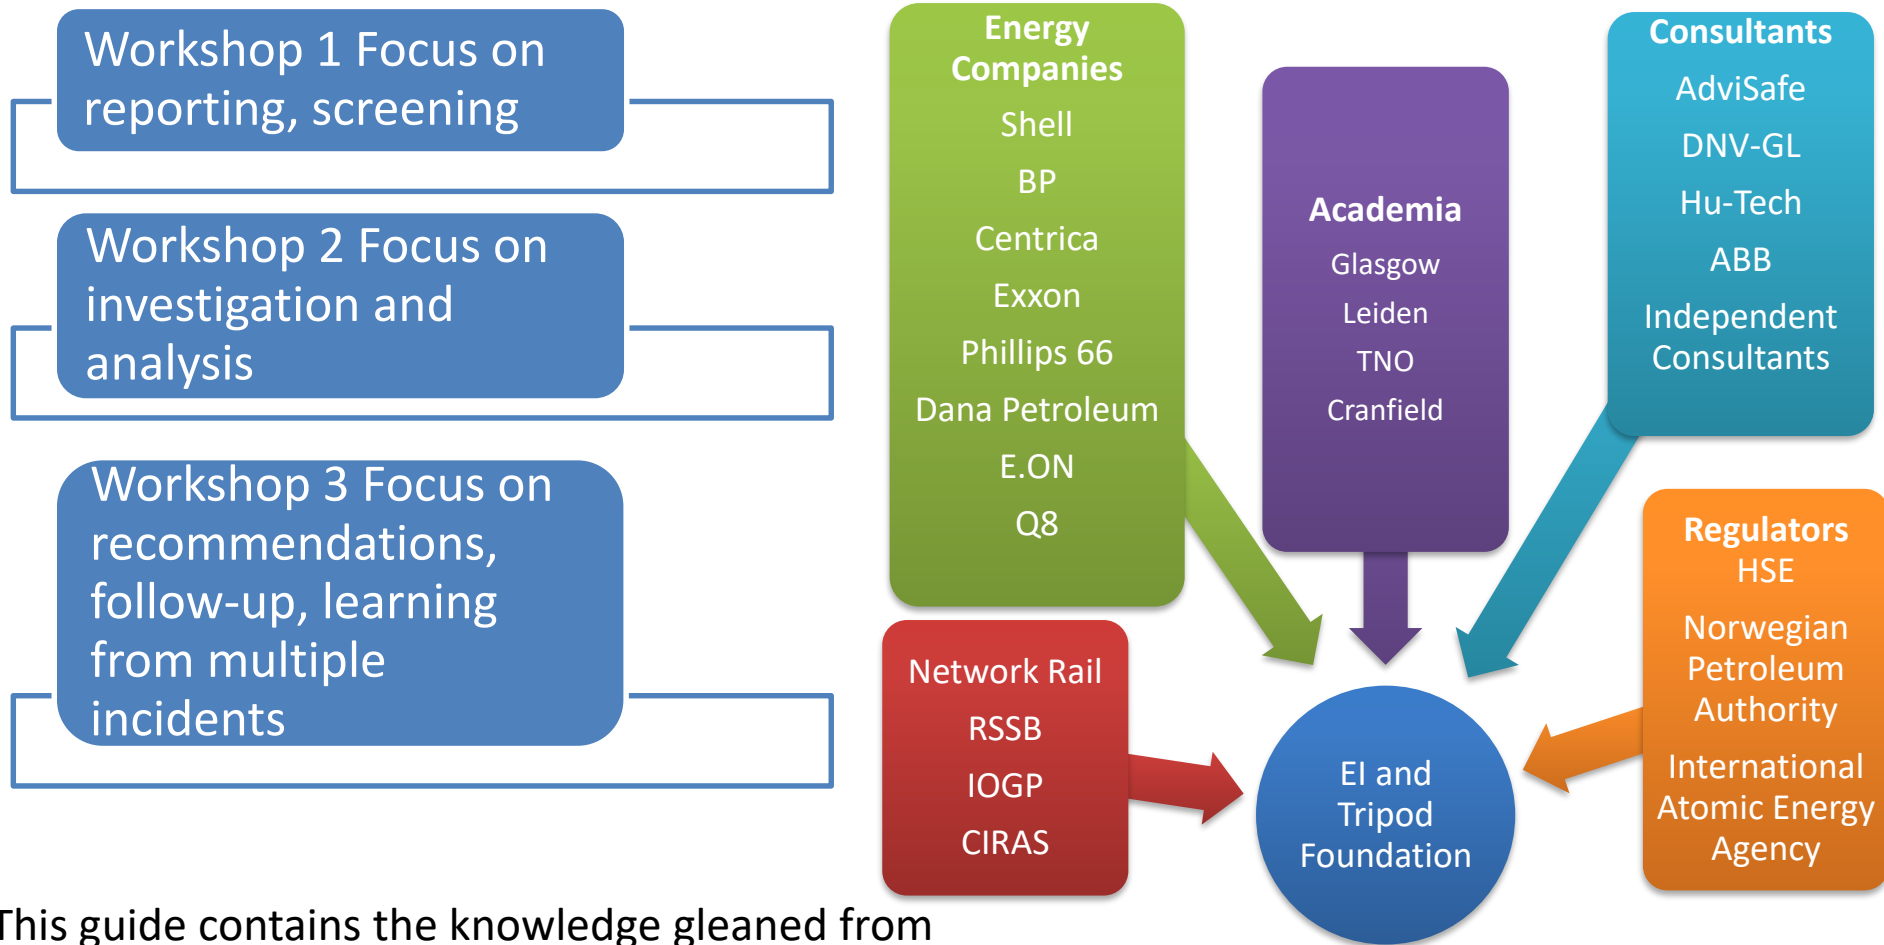 Workshop 1 Focus on
reporting, screening
Workshop 2 Focus on
investigation and
analysis
Workshop 3 Focus on
recommendations,
follow-up, learning
from multiple
incidents
Energy
Companies
Shell
BP
Centrica
Exxon
Phillips 66
Dana Petroleum
E.ON
Q8
Academia
Glasgow
Leiden
TNO
Cranfield
Consultants
AdviSafe
DNV-GL
Hu-Tech
ABB
Independent
Consultants
Regulators
HSE
Norwegian
Petroleum
Authority
International
Atomic Energy
Agency
Network Rail
RSSB
IOGP
CIRAS
EI and
Tripod
Foundation
This guide contains the knowledge gleaned from